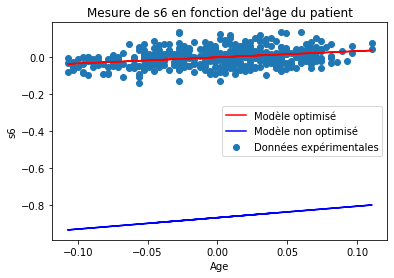 Mesure de s6 en fonction del'âge du patient
0.0
−0.2
−0.4
−0.6
−0.8
s6
Modèle optimisé
Modèle non optimisé
Données expérimentales
−0.10
−0.05
0.00
0.05
0.10
Age